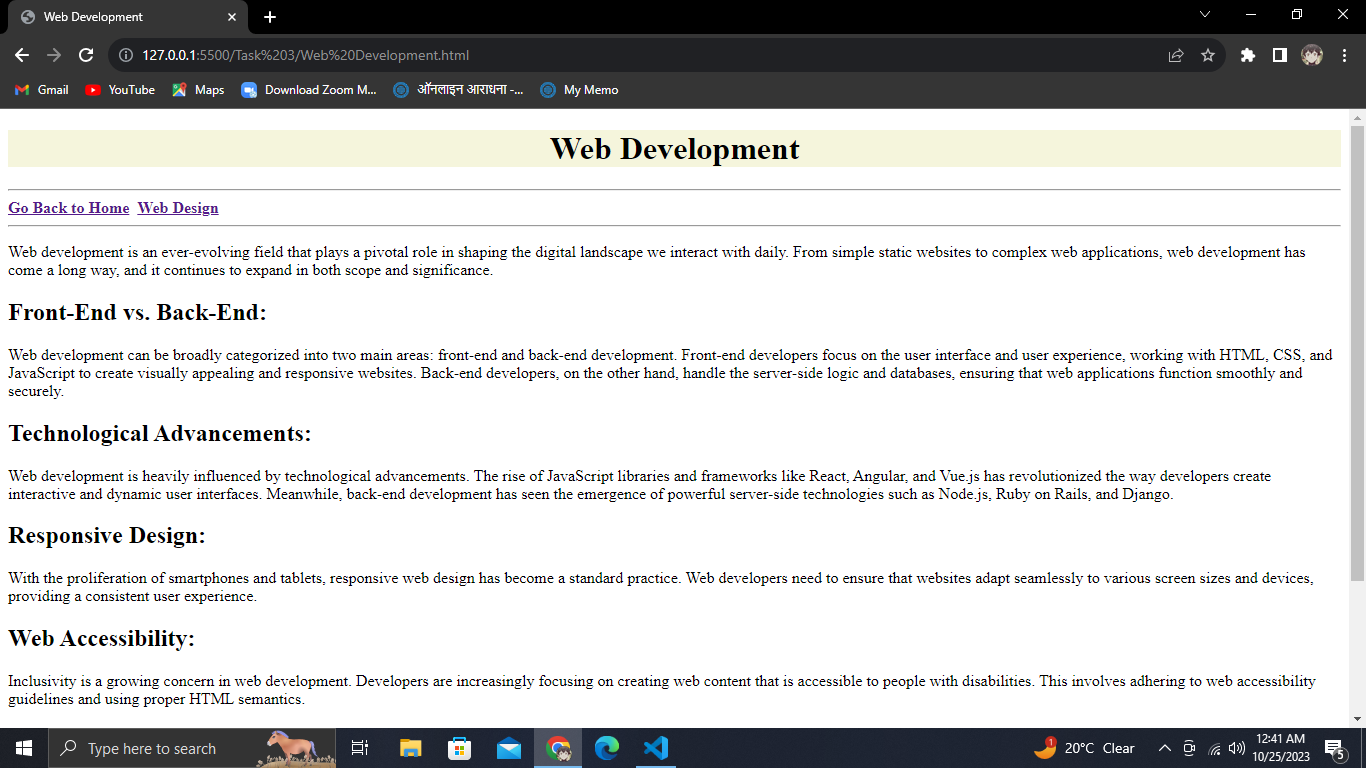 Web Development
127.0.0.1:5500/Task%203/Web%20Development.html
Gmail YouTube Maps Download Zoom M... ऑनलाइन आराधना -... My Memo
Web Development
Go Back to Home Web Design
Web development is an ever-evolving field that plays a pivotal role in shaping the digital landscape we interact with daily. From simple static websites to complex web applications, web development has
come a long way, and it continues to expand in both scope and significance.
Front-End vs. Back-End:
Web development can be broadly categorized into two main areas: front-end and back-end development. Front-end developers focus on the user interface and user experience, working with HTML, CSS, and
JavaScript to create visually appealing and responsive websites. Back-end developers, on the other hand, handle the server-side logic and databases, ensuring that web applications function smoothly and
securely.
Technological Advancements:
Web development is heavily influenced by technological advancements. The rise of JavaScript libraries and frameworks like React, Angular, and Vue.js has revolutionized the way developers create
interactive and dynamic user interfaces. Meanwhile, back-end development has seen the emergence of powerful server-side technologies such as Node.js, Ruby on Rails, and Django.
Responsive Design:
With the proliferation of smartphones and tablets, responsive web design has become a standard practice. Web developers need to ensure that websites adapt seamlessly to various screen sizes and devices,
providing a consistent user experience.
Web Accessibility:
Inclusivity is a growing concern in web development. Developers are increasingly focusing on creating web content that is accessible to people with disabilities. This involves adhering to web accessibility
guidelines and using proper HTML semantics.
Type here to search
1
20°C Clear
12:41 AM
10/25/2023
5